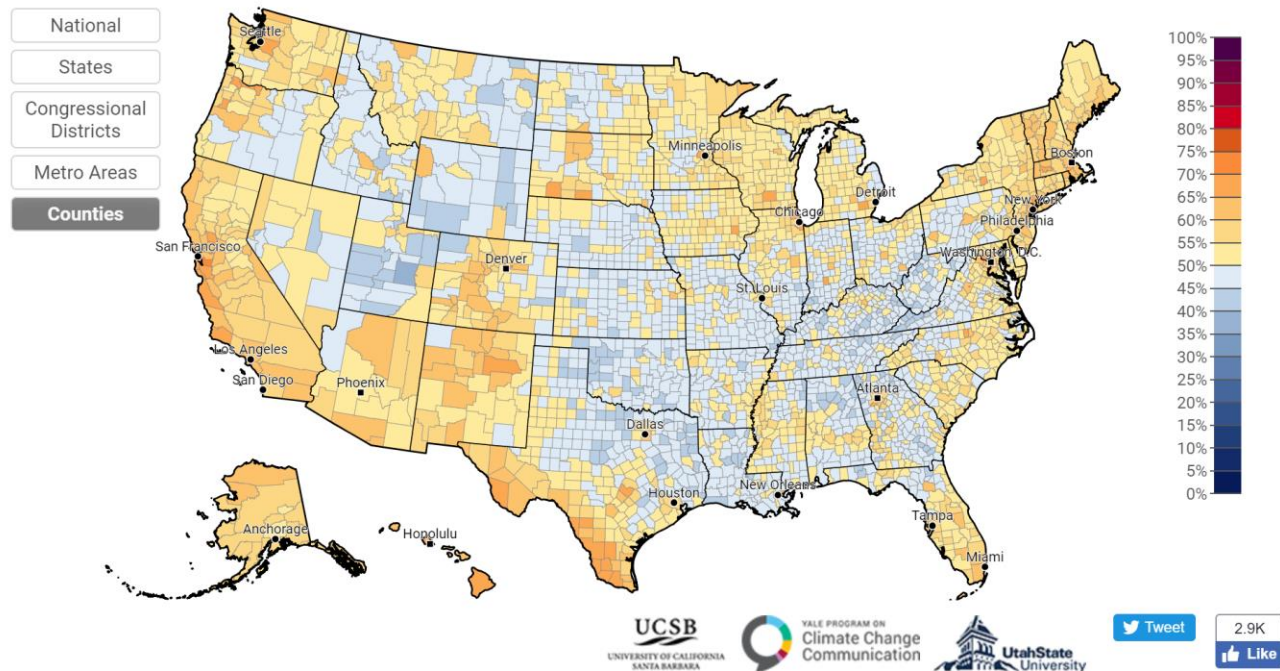 National
States
Congressional
Districts
Metro Areas
Counties
Seattle
Minneapolis
Boston
Detroit
New York
Chicago
Philadelphia
San Francisco
Denver
Washington, D.C.
St. Louis
Los Angeles
San Diego
Phoenix
Atlanta
Dallas
New Orleans
Houston
Tampa
Anchorage
Honolulu
Miami
100%
95%
90%
85%
80%
75%
70%
65%
60%
55%
50%
45%
40%
35%
30%
25%
20%
15%
10%
5%
0%
UCSB
UNIVERSITY OF CALIFORNIA
SANTA BARBARA
YALE PROGRAM ON
Climate Change
Communication
UtahState
University
Tweet
2.9K
Like